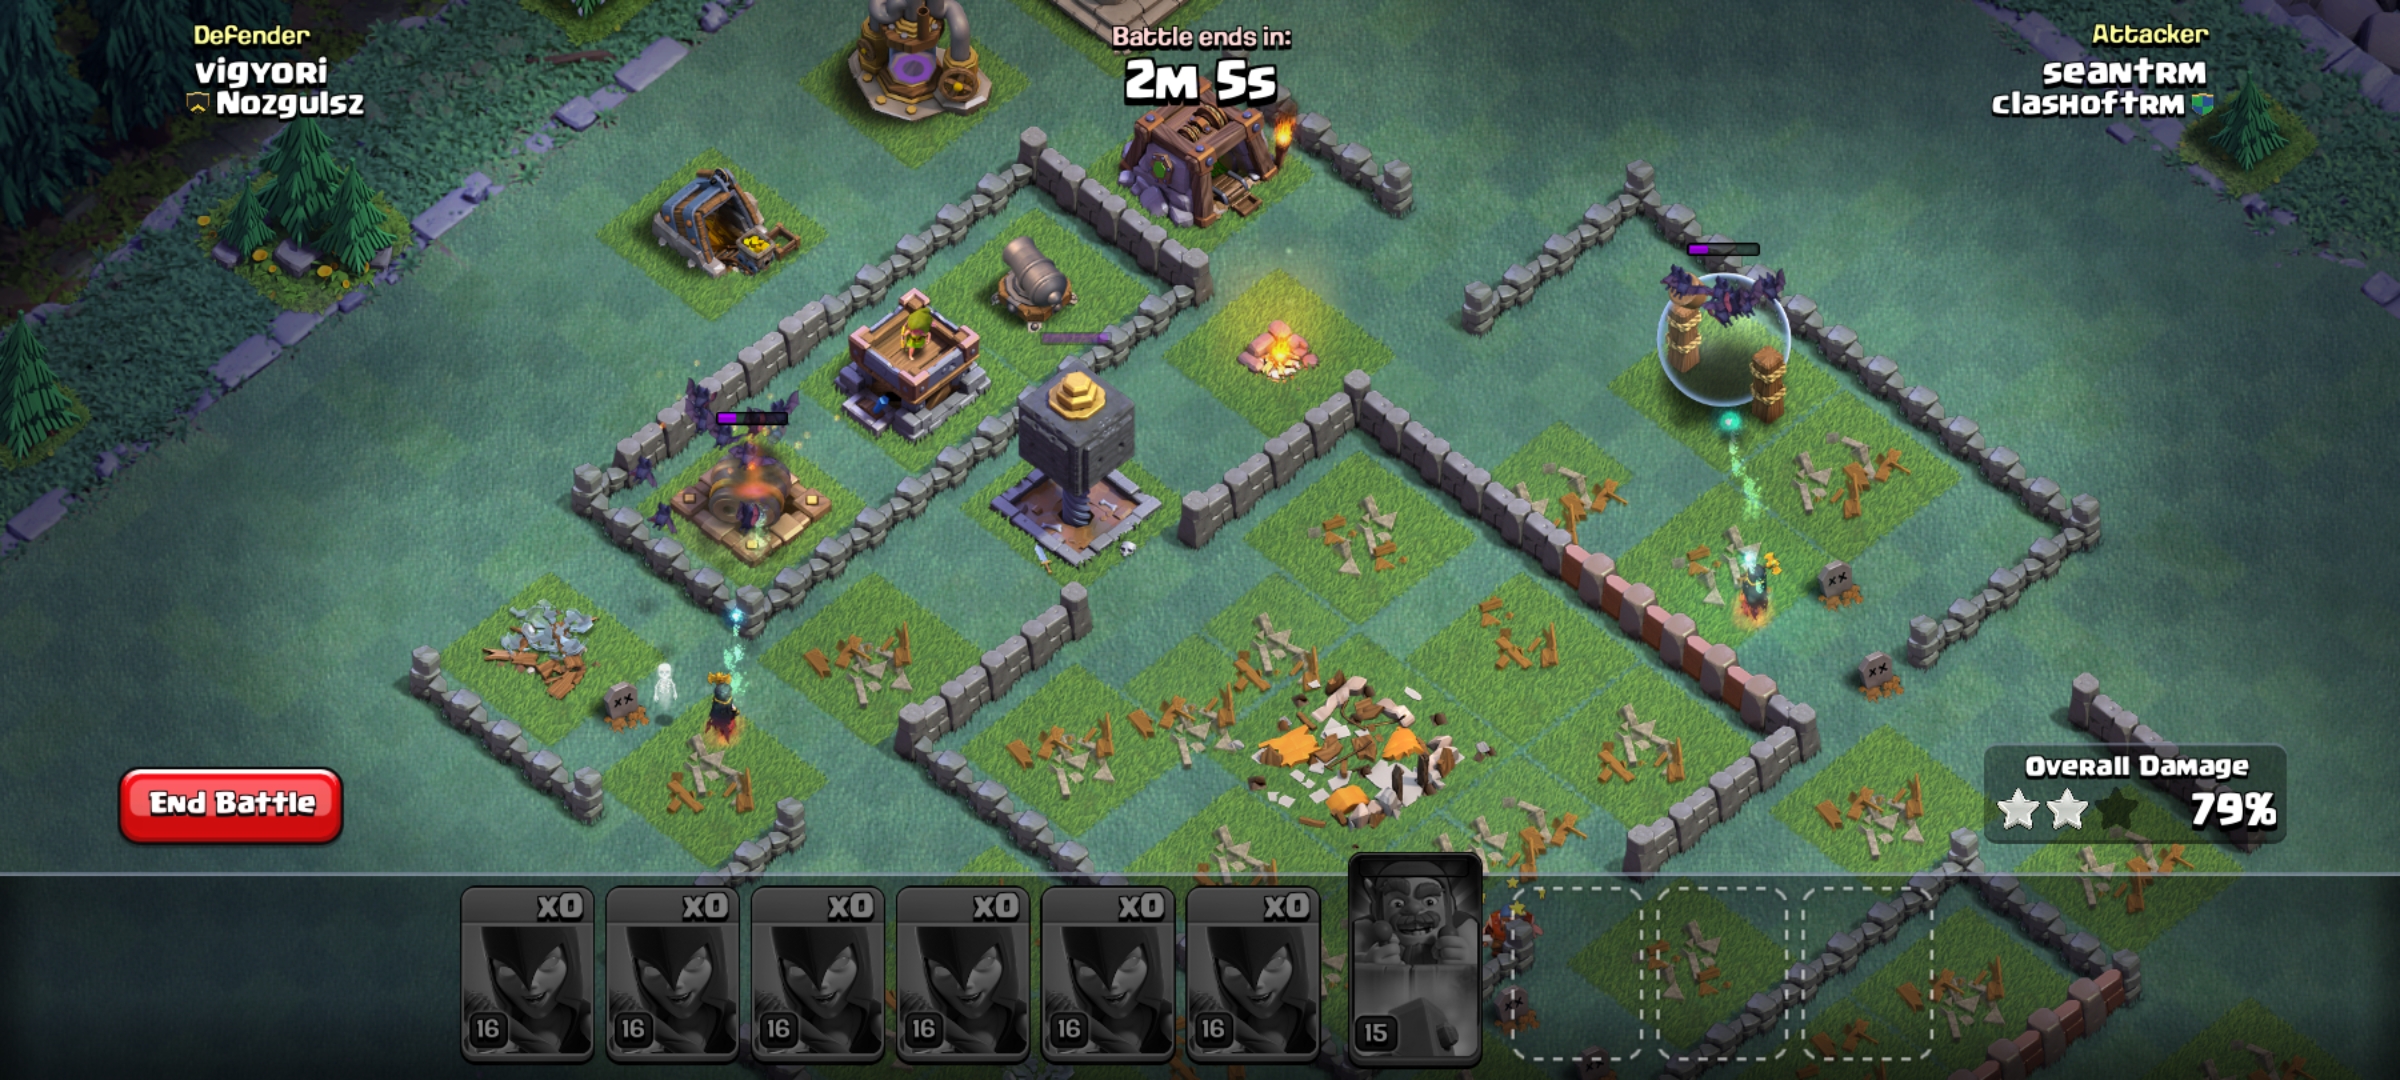 Defender
vigyori
Nozgulsz
Battle ends in:
2m 5s
Attacker
seantrm
clashoftrm
End Battle
Overall Damage
79%
x0
x0
x0
x0
x0
x0
16
16
16
16
16
16
15